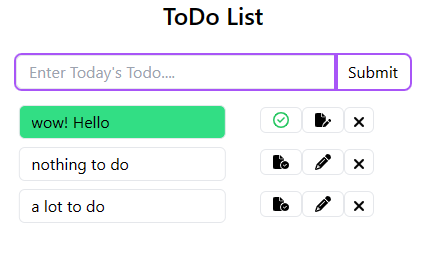 ToDo List
Enter Today's Todo.... Submit
wow! Hello
nothing to do
a lot to do